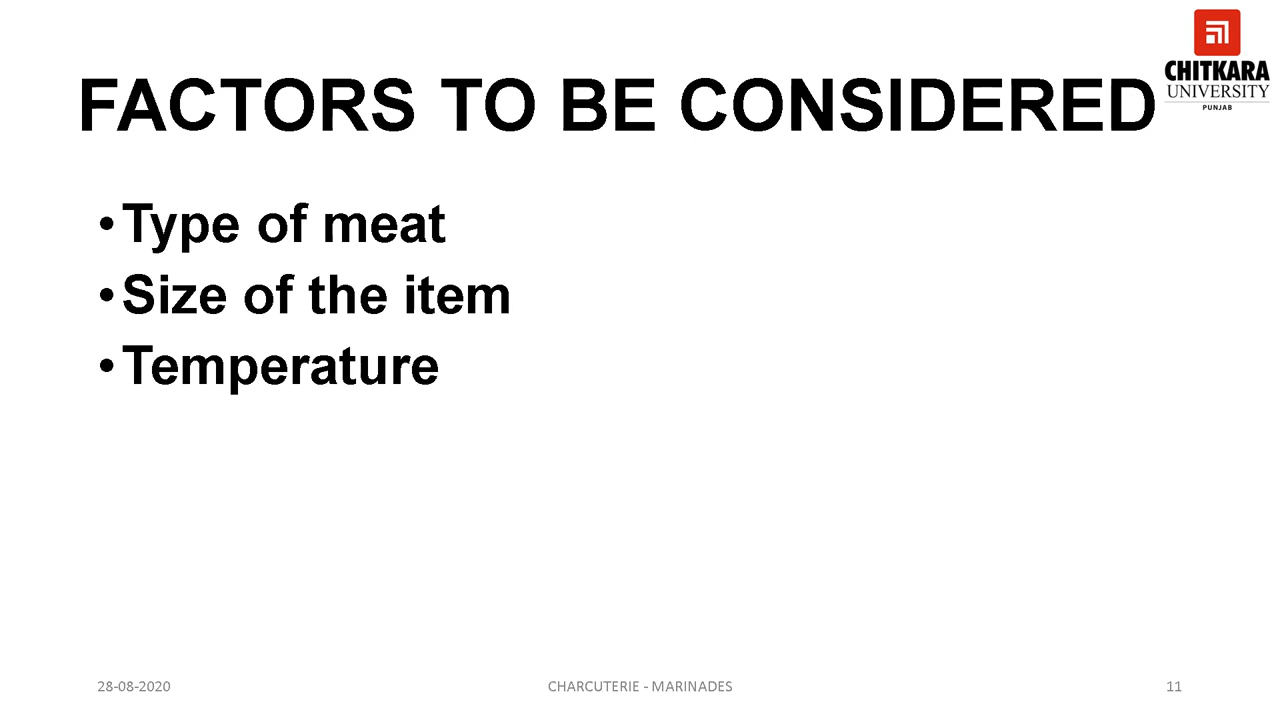 CHITKARA
UNIVERSITY
PUNJAB
FACTORS TO BE CONSIDERED
•Type of meat
•Size of the item
•Temperature
28-08-2020
CHARCUTERIE - MARINADES
11